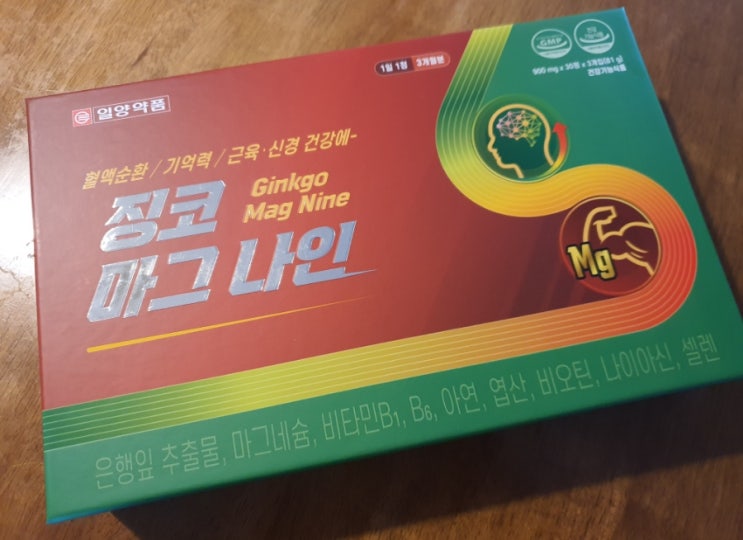 일양약품
1일 1정 3개월분
GMP
900 mg x 30정 x 3개입(81 g)
건강기능식품
혈액순환 / 기억력 / 근육·신경 건강에-
징코
Ginkgo
Mag Nine
마그 나인
Mg
은행잎 추출물, 마그네슘, 비타민B₁, B₆, 아연, 엽산, 비오틴, 나이아신, 셀렌